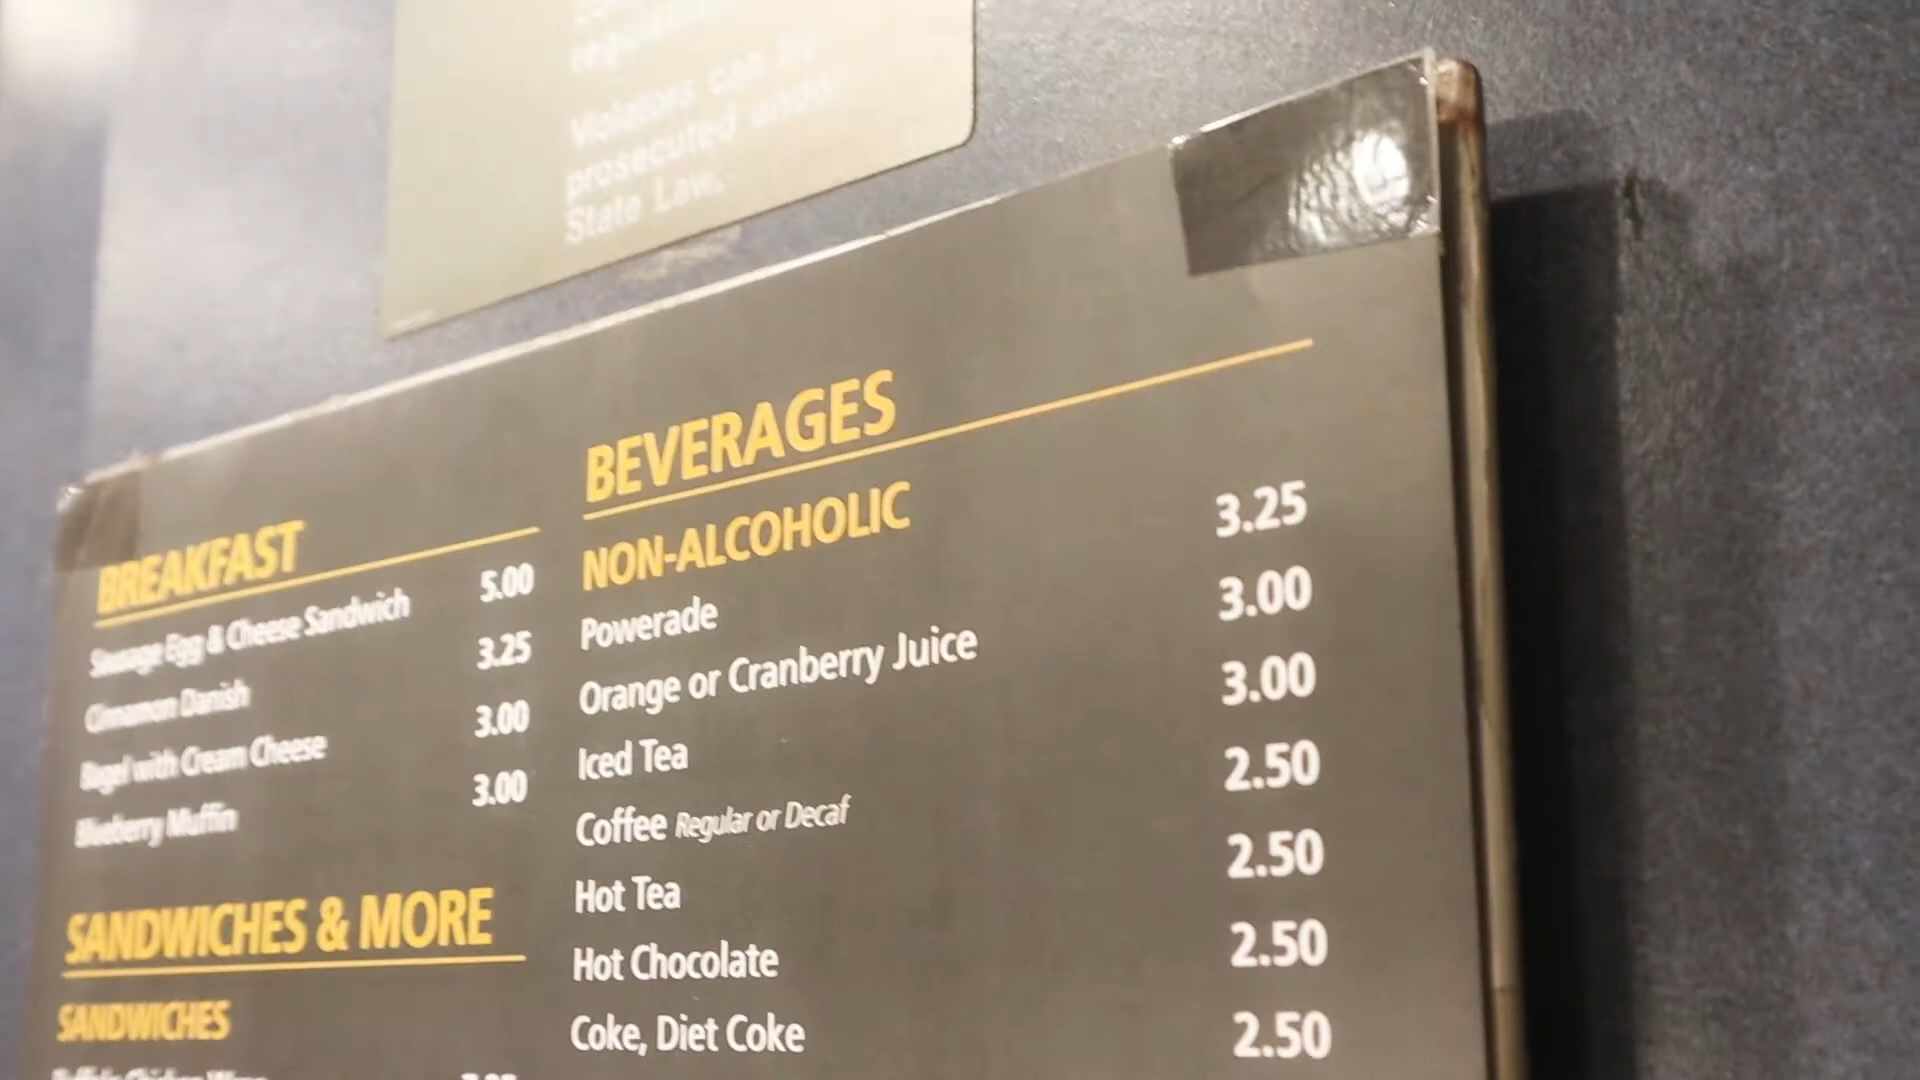 regulations
Violators can be
prosecuted under
State Law.
BREAKFAST
Sausage Egg & Cheese Sandwich 5.00
Cinnamon Danish 3.25
Bagel with Cream Cheese 3.00
Blueberry Muffin 3.00
SANDWICHES & MORE
SANDWICHES
BEVERAGES
NON-ALCOHOLIC
Powerade 3.25
Orange or Cranberry Juice 3.00
Iced Tea 3.00
Coffee Regular or Decaf 2.50
Hot Tea 2.50
Hot Chocolate 2.50
Coke, Diet Coke 2.50